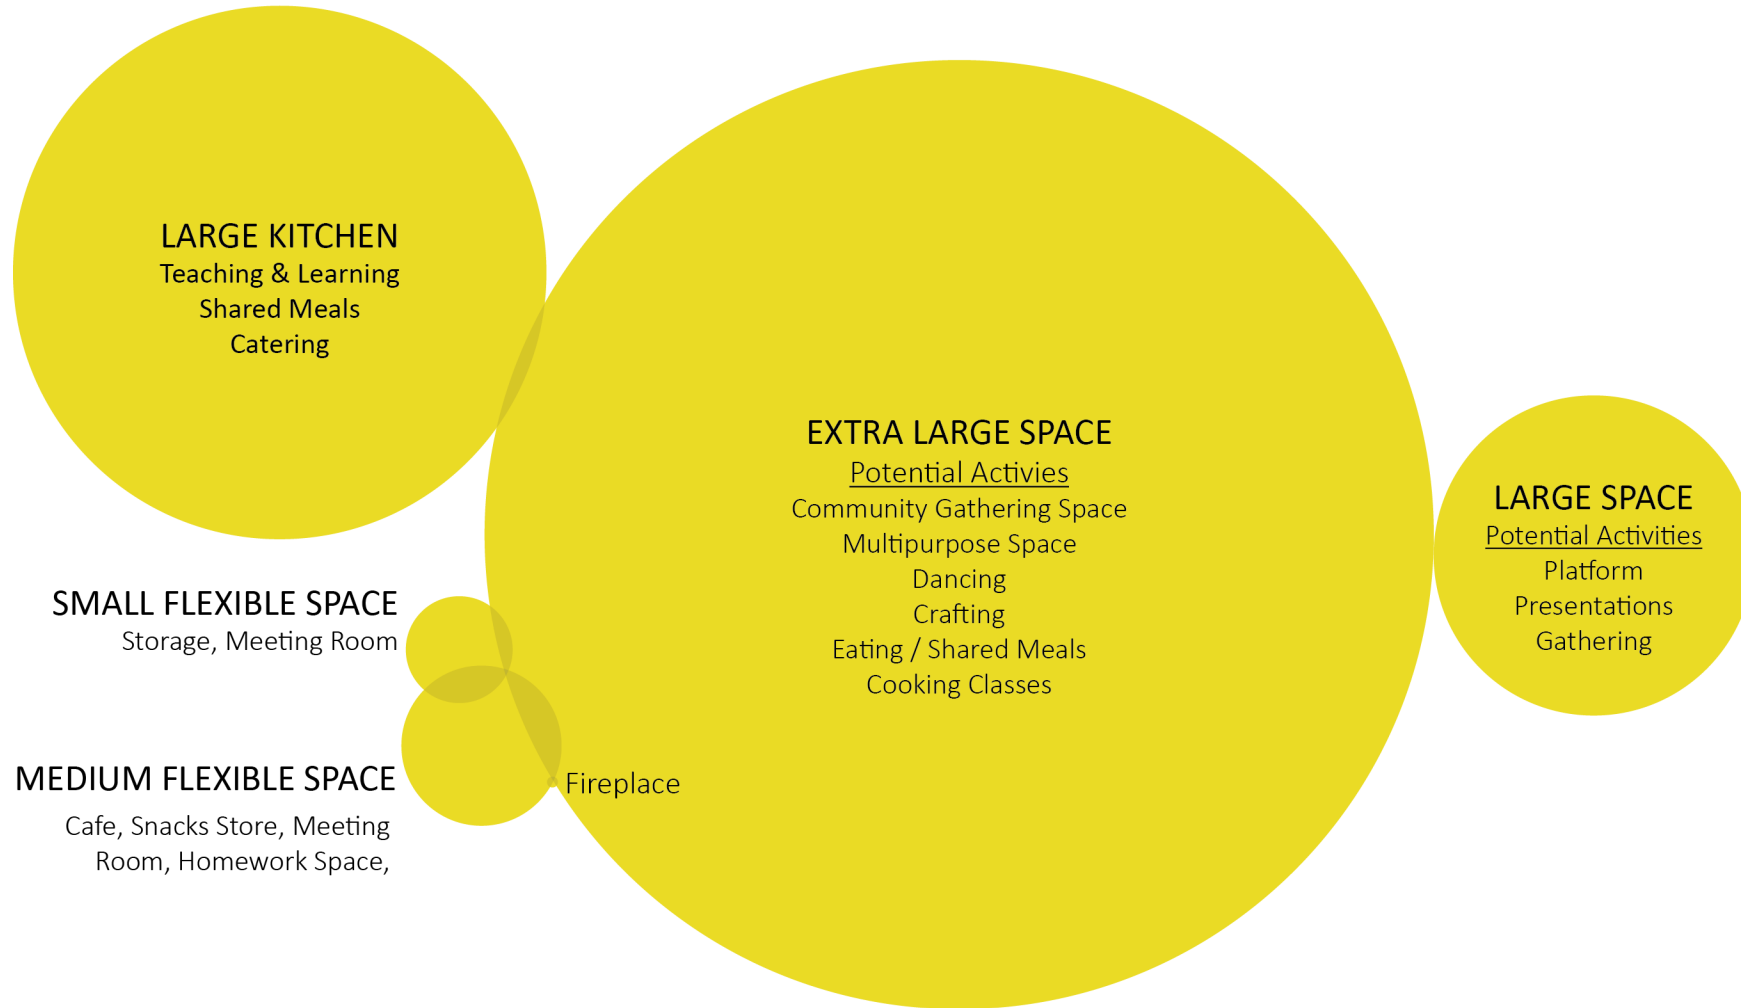 LARGE KITCHEN
Teaching & Learning
Shared Meals
Catering
EXTRA LARGE SPACE
Potential Activies
Community Gathering Space
Multipurpose Space
Dancing
Crafting
Eating / Shared Meals
Cooking Classes
LARGE SPACE
Potential Activities
Platform
Presentations
Gathering
SMALL FLEXIBLE SPACE
Storage, Meeting Room
MEDIUM FLEXIBLE SPACE
Cafe, Snacks Store, Meeting
Room, Homework Space,
Fireplace